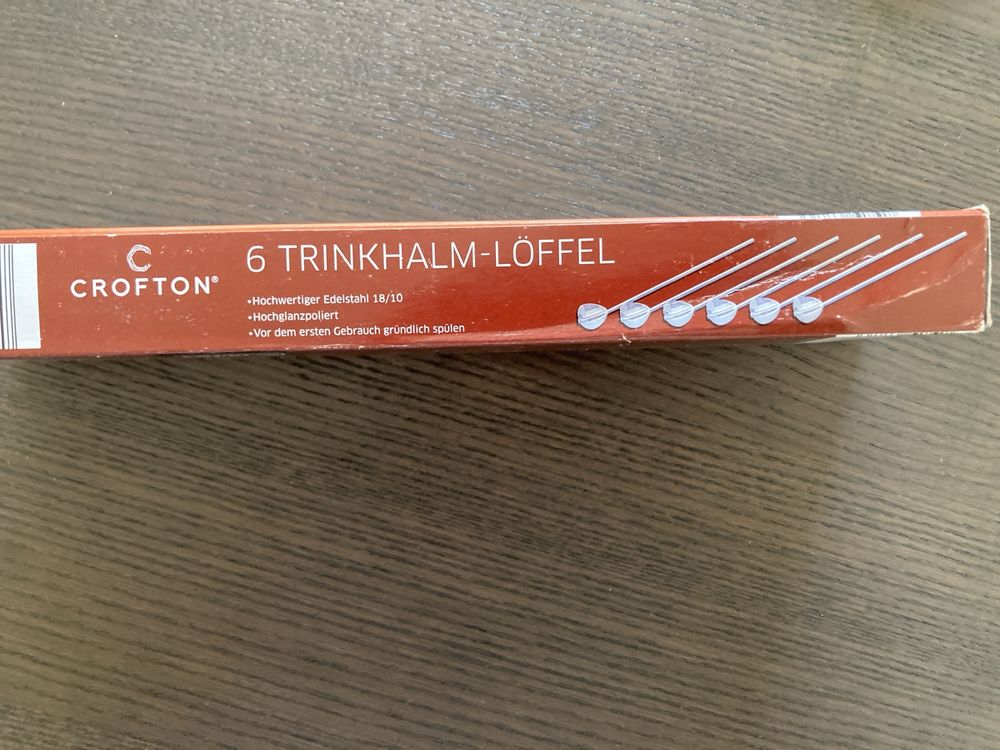 CROFTON®
6 TRINKHALM-LÖFFEL
•Hochwertiger Edelstahl 18/10
•Hochglanzpoliert
•Vor dem ersten Gebrauch gründlich spülen